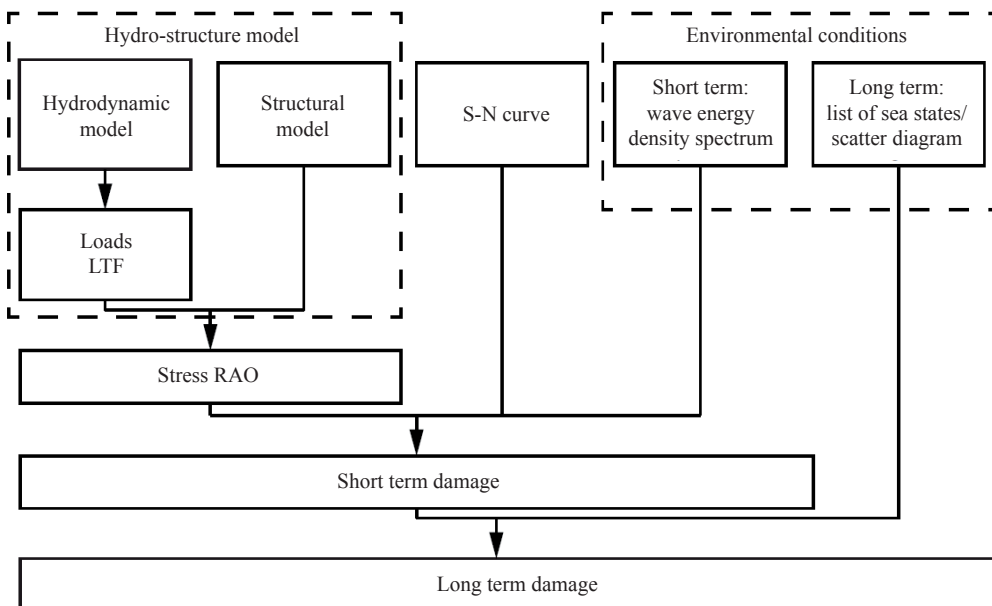 Hydro-structure model
Environmental conditions
Hydrodynamic
model
Structural
model
S-N curve
Short term:
wave energy
density spectrum
Long term:
list of sea states/
scatter diagram
Loads
LTF
Stress RAO
Short term damage
Long term damage